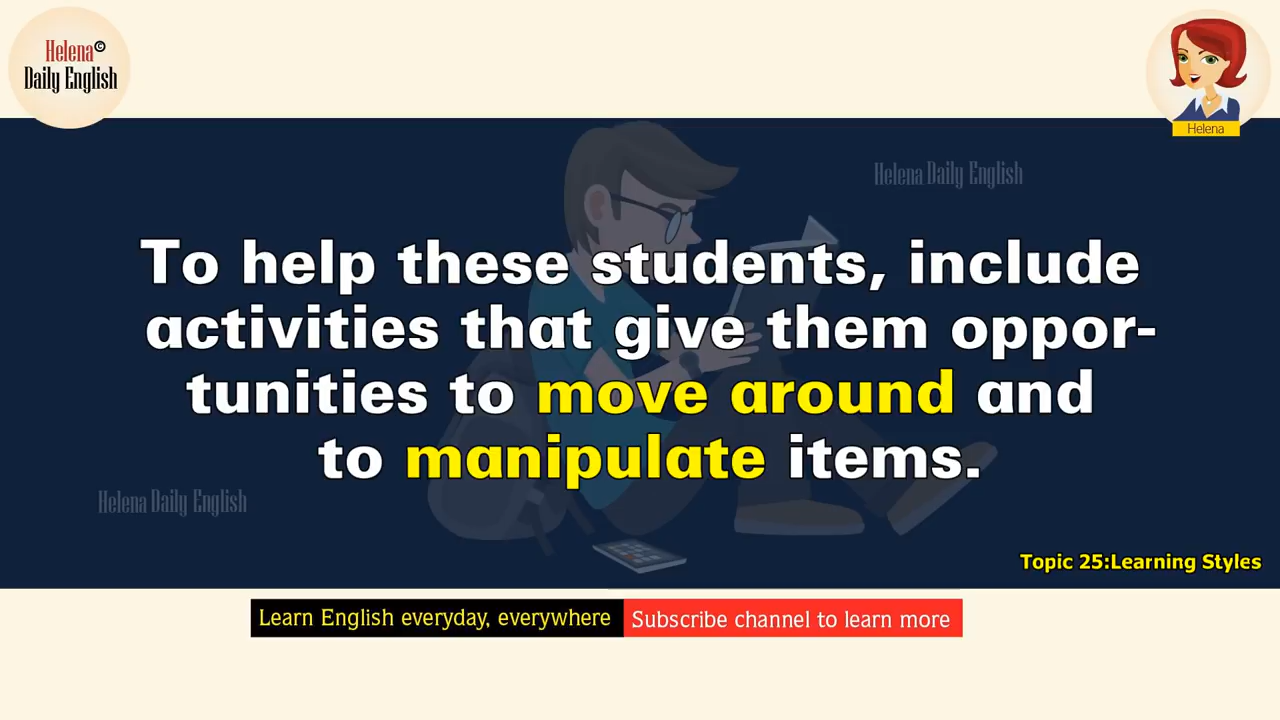 Helena©
Daily English
Helena
Helena Daily English
To help these students, include
activities that give them oppor-
tunities to move around and
to manipulate items.
Helena Daily English
Topic 25:Learning Styles
Learn English everyday, everywhere
Subscribe channel to learn more